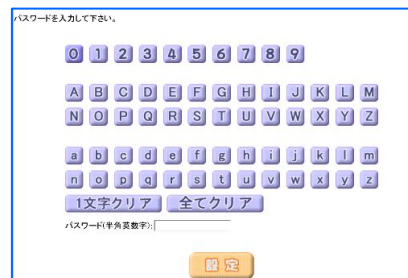 パスワードを入力して下さい。
0 1 2 3 4 5 6 7 8 9
A B C D E F G H I J K L M
N O P Q R S T U V W X Y Z
a b c d e f g h i j k l m
n o p q r s t u v w x y z
1文字クリア 全てクリア
パスワード(半角英数字):
設定